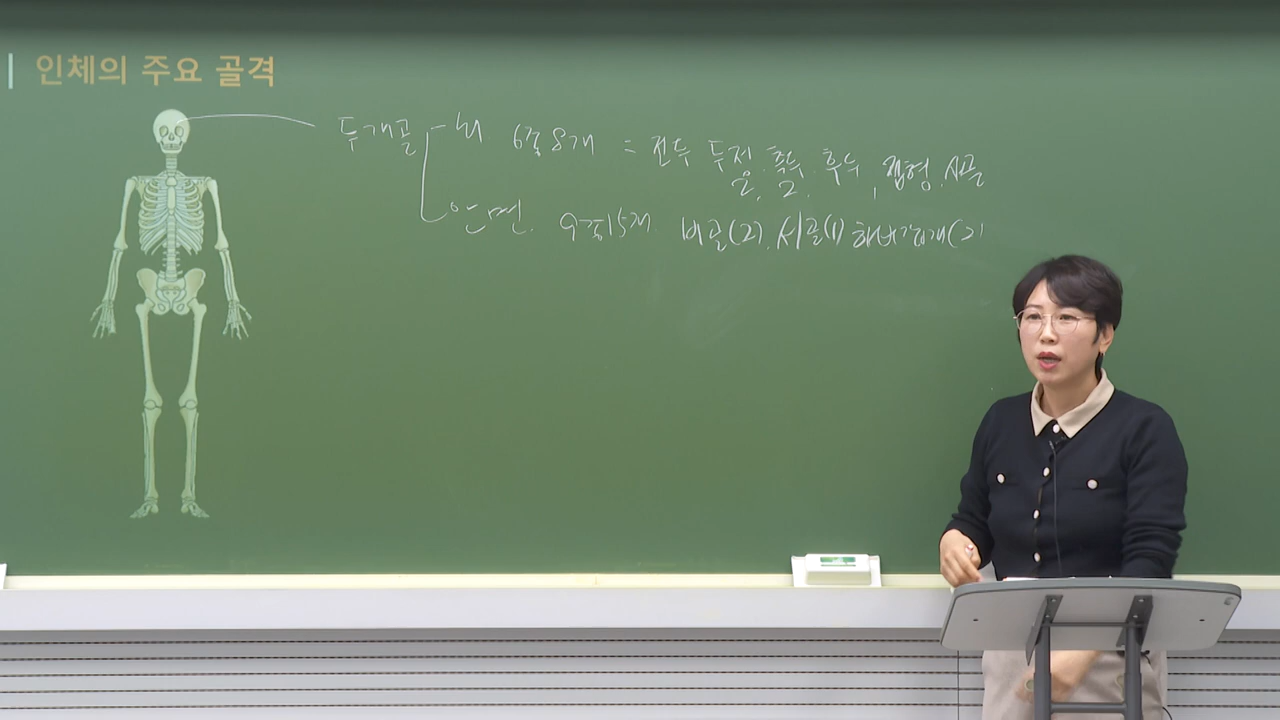 인체의 주요 골격
두개골 - 뇌 6종 8개 = 전두 두정, 측두, 후두, 접형, 사골
2, 2,
안면. 9종15개 비골(2), 서골(1) 하비갑개(2)